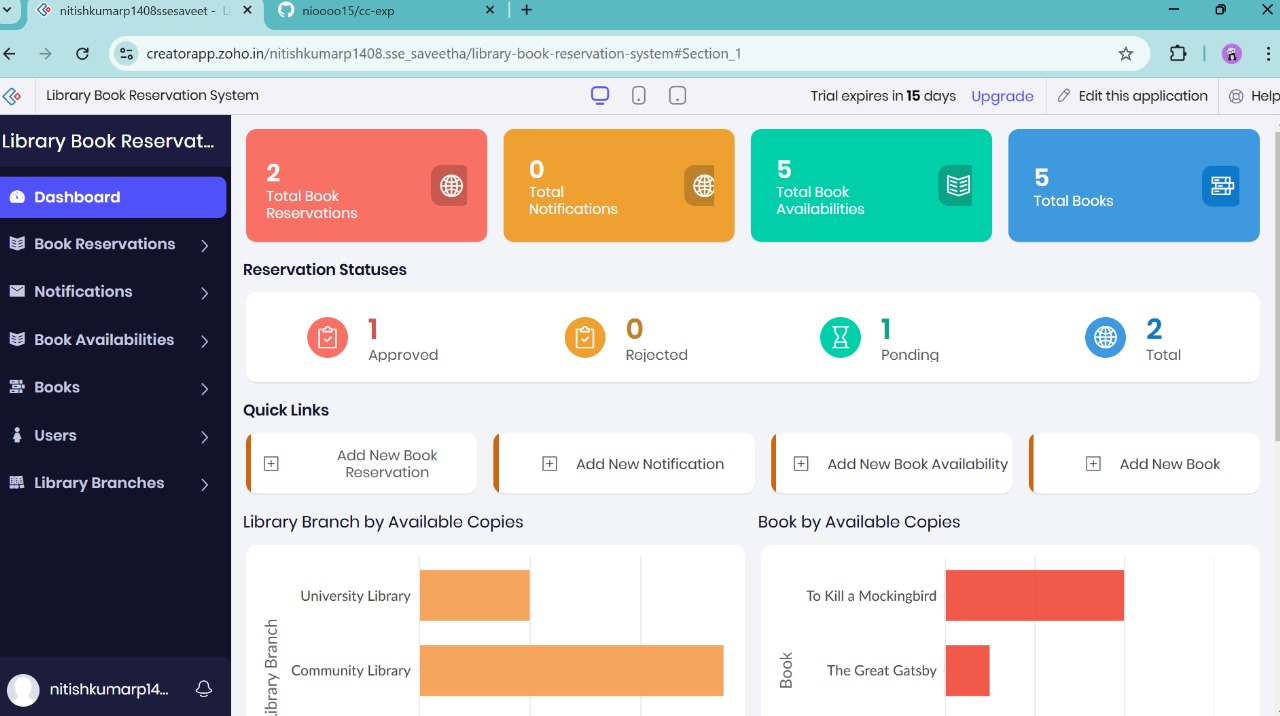 nitishkumarp1408ssesaveet -
nioooo15/cc-exp
creatorapp.zoho.in/nitishkumarp1408.sse_saveetha/library-book-reservation-system#Section_1
Library Book Reservation System
Trial expires in 15 days
Upgrade
Edit this application
Help
Library Book Reservat...
Dashboard
Book Reservations
Notifications
Book Availabilities
Books
Users
Library Branches
nitishkumarp14...
2
Total Book
Reservations
0
Total
Notifications
5
Total Book
Availabilities
5
Total Books
Reservation Statuses
1
Approved
0
Rejected
1
Pending
2
Total
Quick Links
Add New Book
Reservation
Add New Notification
Add New Book Availability
Add New Book
Library Branch by Available Copies
University Library
Community Library
Library Branch
Book by Available Copies
To Kill a Mockingbird
The Great Gatsby
Book